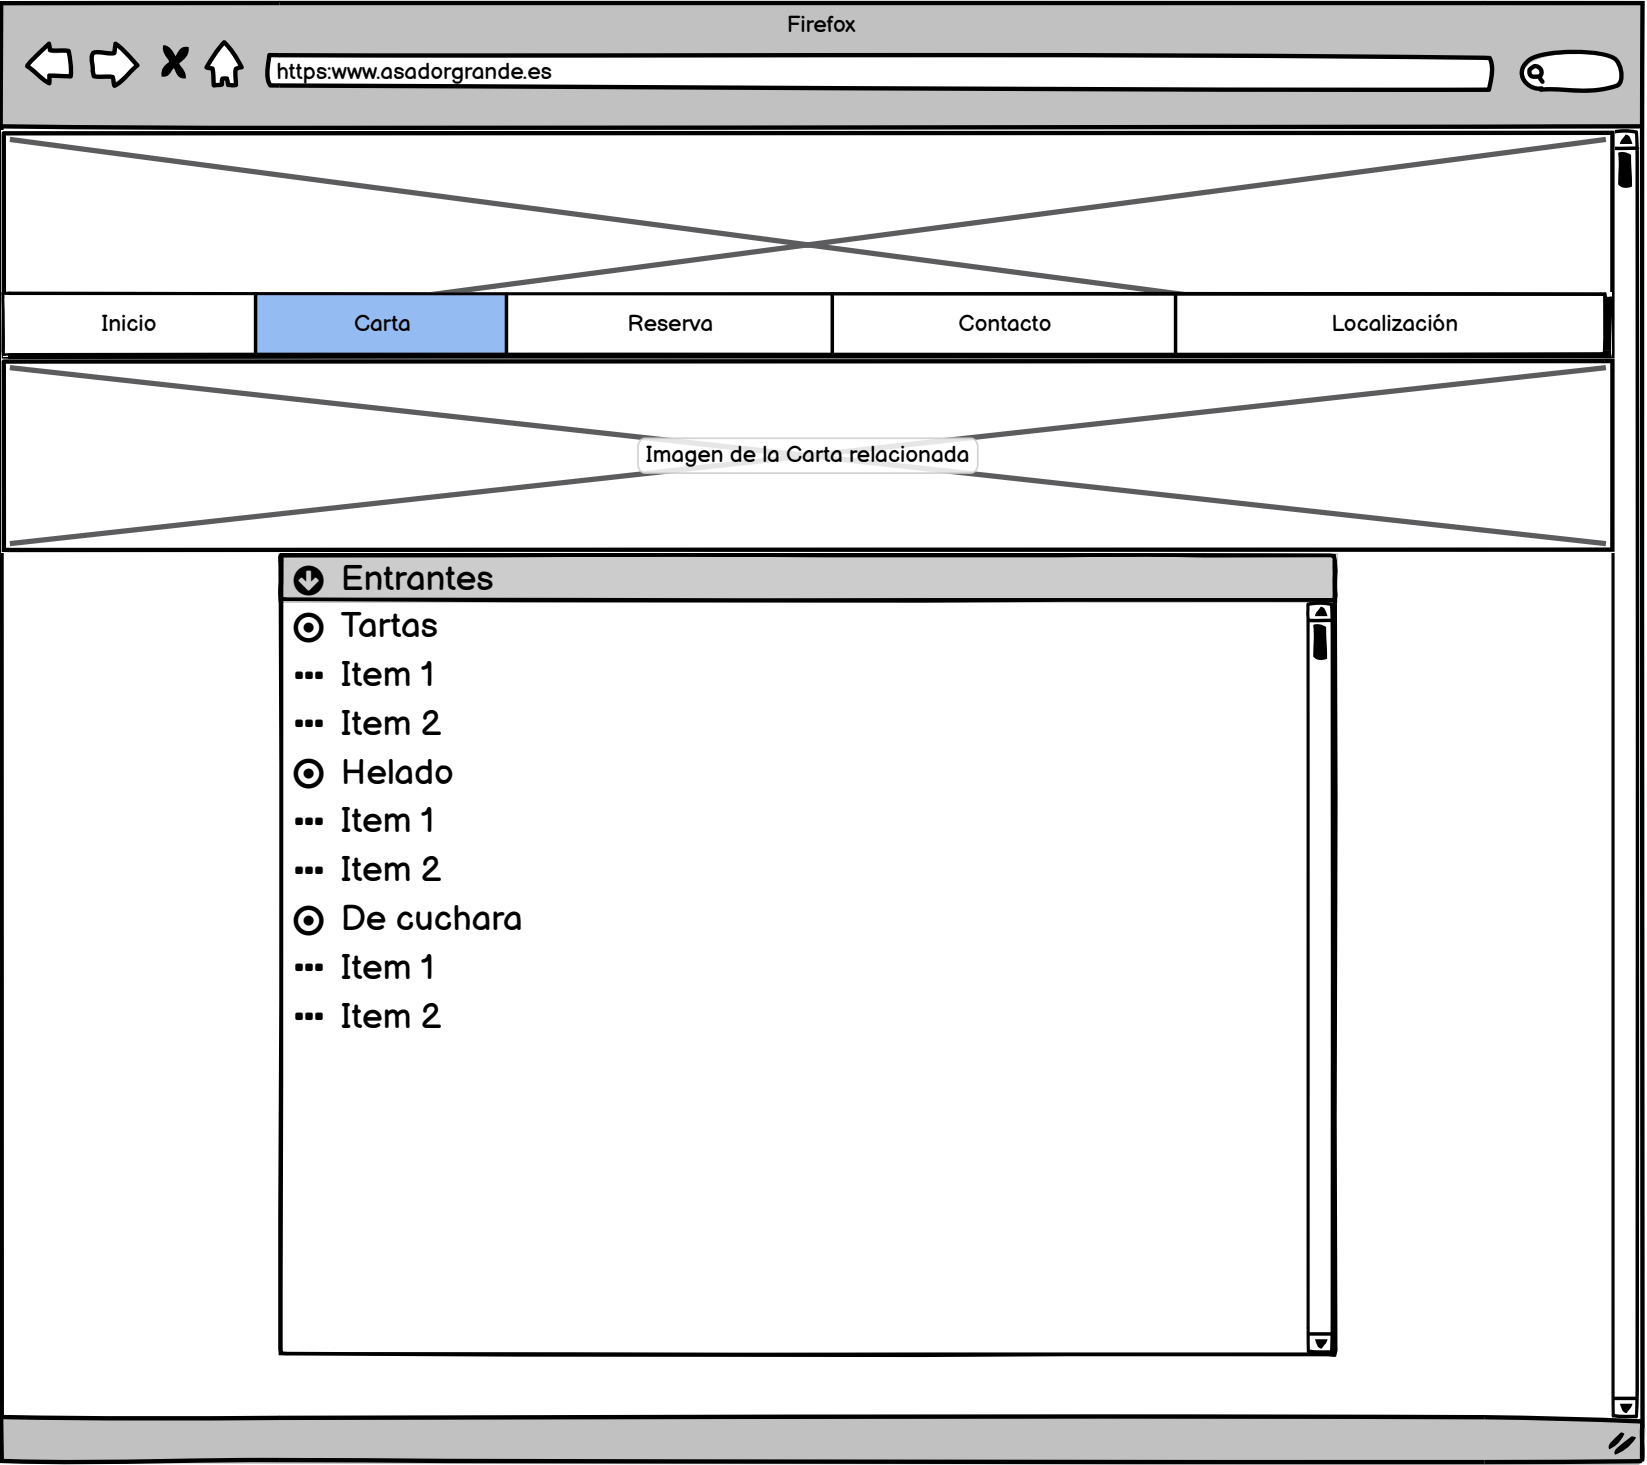 Firefox
https:www.asadorgrande.es
Inicio Carta Reserva Contacto Localización
Imagen de la Carta relacionada
Entrantes
Tartas
Item 1
Item 2
Helado
Item 1
Item 2
De cuchara
Item 1
Item 2